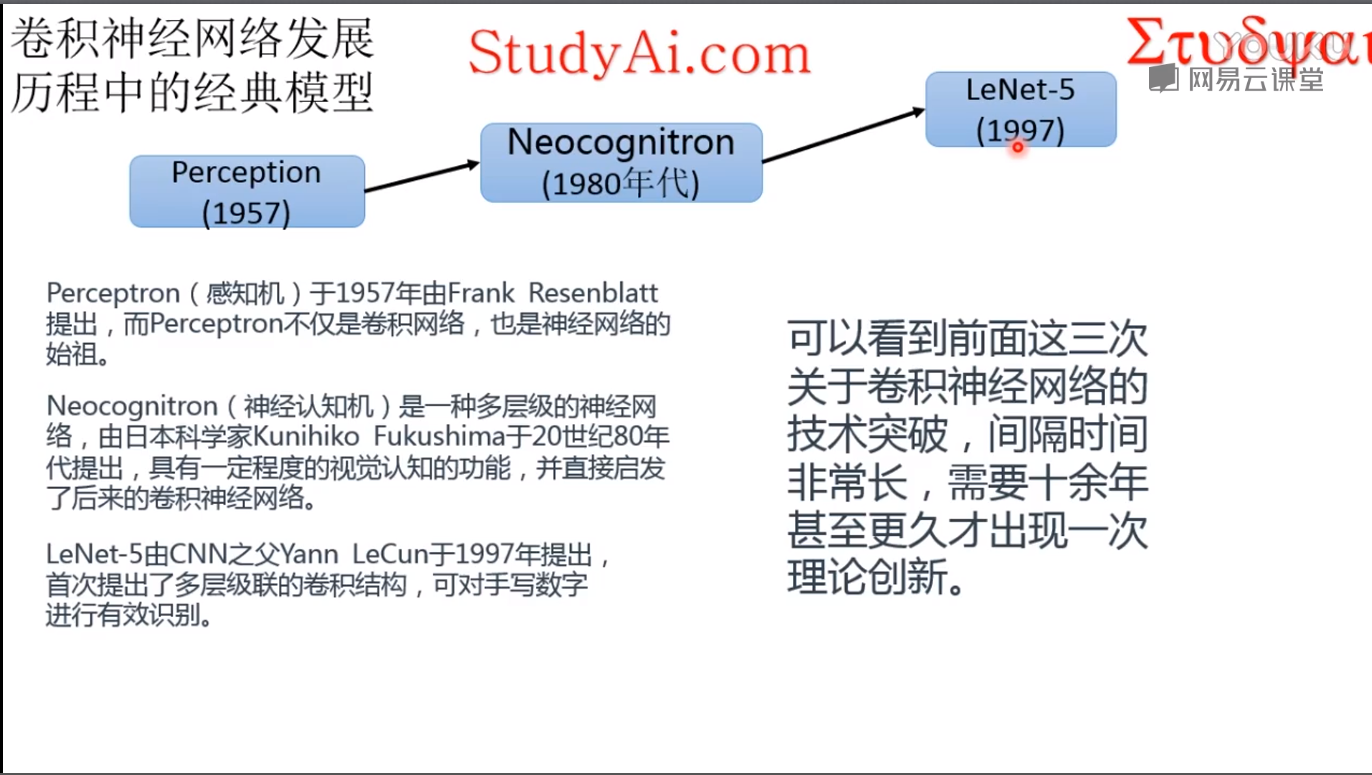 卷积神经网络发展
历程中的经典模型
StudyAi.com
Στυδψαι
YOUKU
网易云课堂
LeNet-5
(1997)
Neocognitron
(1980年代)
Perception
(1957)
Perceptron（感知机）于1957年由Frank Resenblatt
提出，而Perceptron不仅是卷积网络，也是神经网络的
始祖。
Neocognitron（神经认知机）是一种多层级的神经网
络，由日本科学家Kunihiko Fukushima于20世纪80年
代提出，具有一定程度的视觉认知的功能，并直接启发
了后来的卷积神经网络。
LeNet-5由CNN之父Yann LeCun于1997年提出，
首次提出了多层级联的卷积结构，可对手写数字
进行有效识别。
可以看到前面这三次
关于卷积神经网络的
技术突破，间隔时间
非常长，需要十余年
甚至更久才出现一次
理论创新。